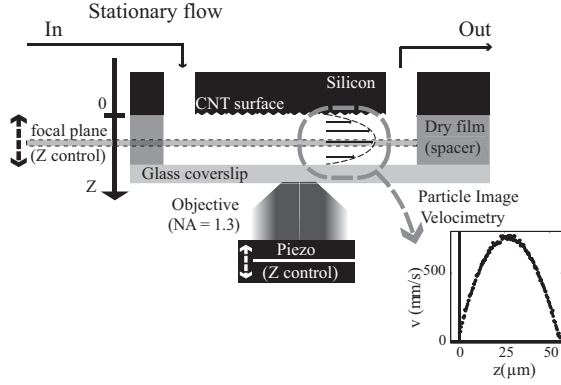 Stationary flow
In
Out
Silicon
CNT surface
0
focal plane
(Z control)
Dry film
(spacer)
Z
Glass coverslip
Objective
(NA = 1.3)
Particle Image
Velocimetry
Piezo
(Z control)
500
0
v (mm/s)
0
25
50
z(µm)